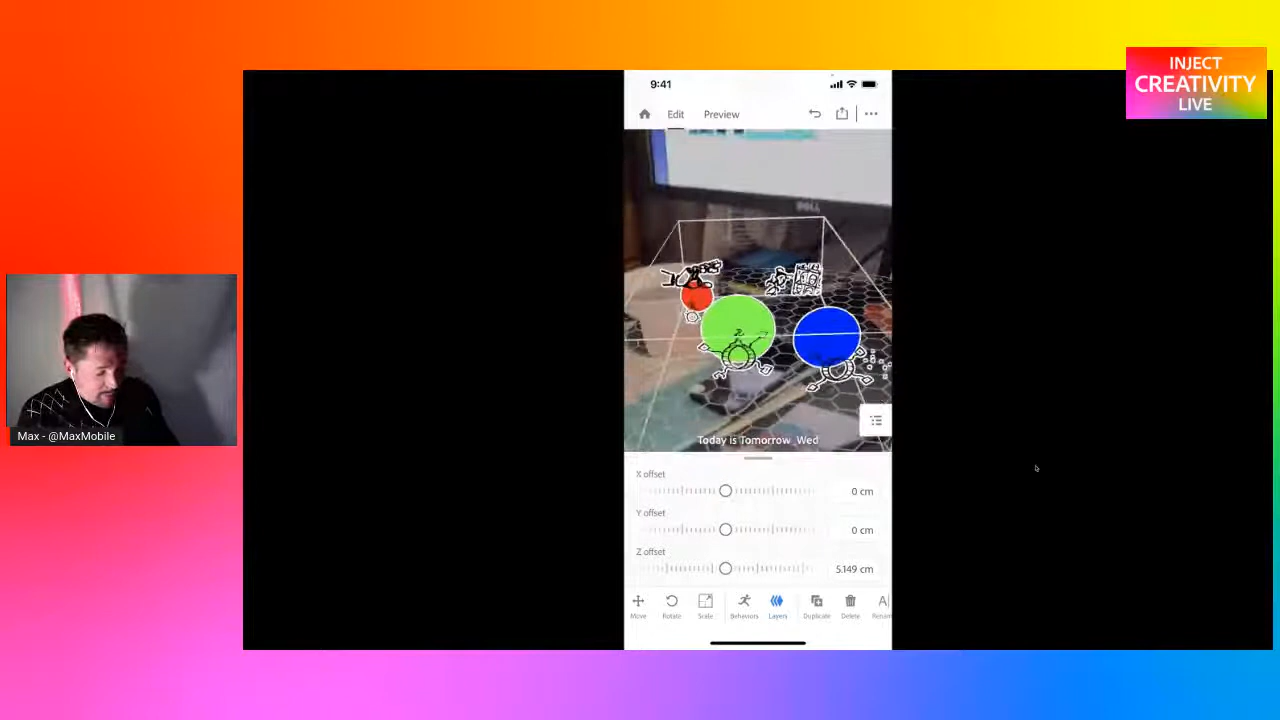 INJECT
CREATIVITY
LIVE
9:41
Edit
Preview
DELL
Today is Tomorrow_Wed
X offset
0 cm
Y offset
0 cm
Z offset
5.149 cm
Move
Rotate
Scale
Behaviors
Layers
Duplicate
Delete
Max - @MaxMobile